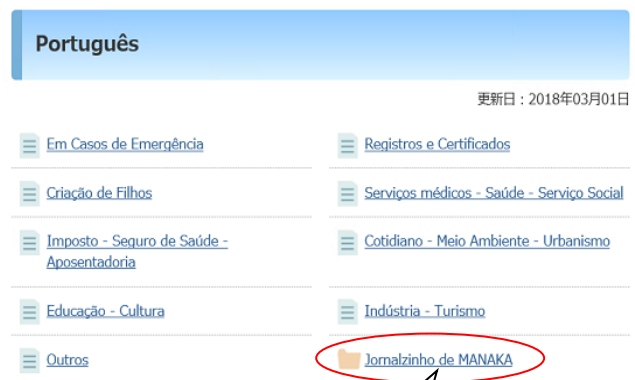 Português
更新日：2018年03月01日
Em Casos de Emergência
Registros e Certificados
Criação de Filhos
Serviços médicos - Saúde - Serviço Social
Imposto - Seguro de Saúde -
Aposentadoria
Cotidiano - Meio Ambiente - Urbanismo
Educação - Cultura
Indústria - Turismo
Outros
Jornalzinho de MANAKA